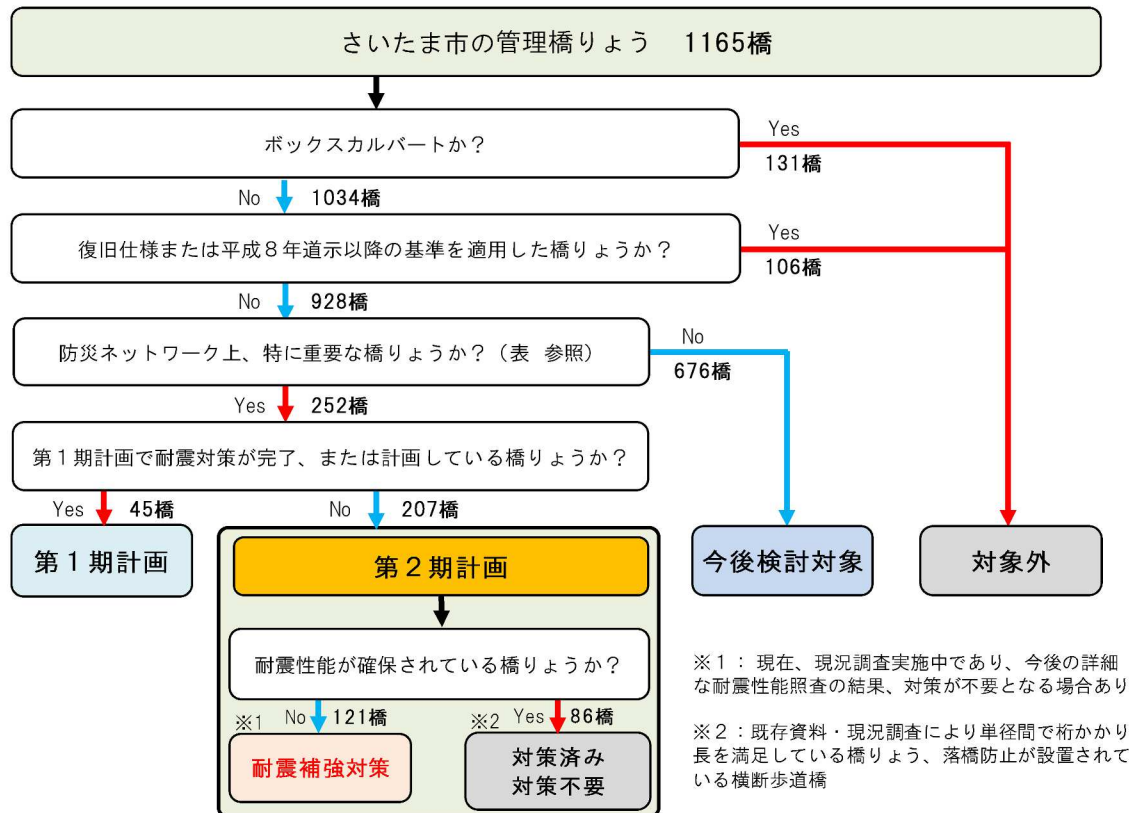 さいたま市の管理橋りょう　1165橋
ボックスカルバートか？
Yes
131橋
No　1034橋
復旧仕様または平成８年道示以降の基準を適用した橋りょうか？
Yes
106橋
No　928橋
防災ネットワーク上、特に重要な橋りょうか？（表　参照）
No
676橋
Yes　252橋
第１期計画で耐震対策が完了、または計画している橋りょうか？
Yes　45橋
No　207橋
第１期計画
第２期計画
今後検討対象
対象外
耐震性能が確保されている橋りょうか？
※1　No　121橋
※2　Yes　86橋
耐震補強対策
対策済み
対策不要
※１：現在、現況調査実施中であり、今後の詳細
な耐震性能照査の結果、対策が不要となる場合あり
※２：既存資料・現況調査により単径間で桁かかり
長を満足している橋りょう、落橋防止が設置されて
いる横断歩道橋